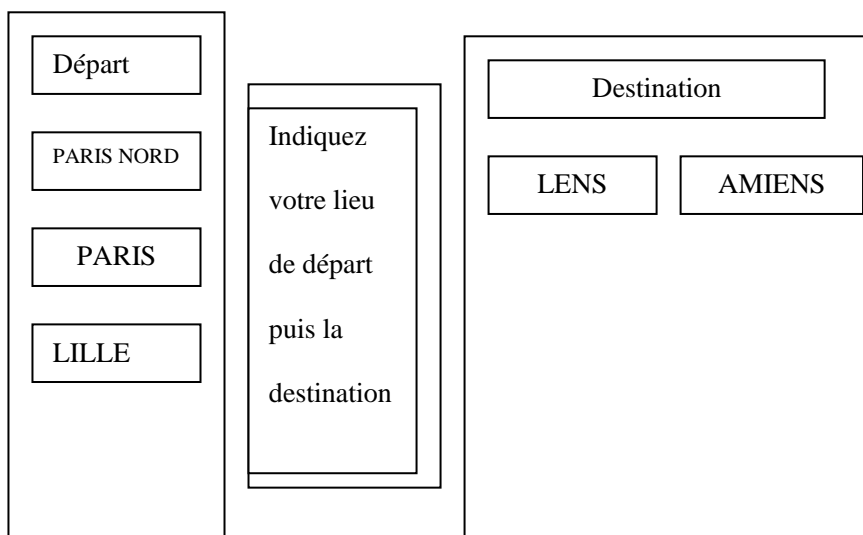 Départ
PARIS NORD
PARIS
LILLE
Indiquez
votre lieu
de départ
puis la
destination
Destination
LENS
AMIENS